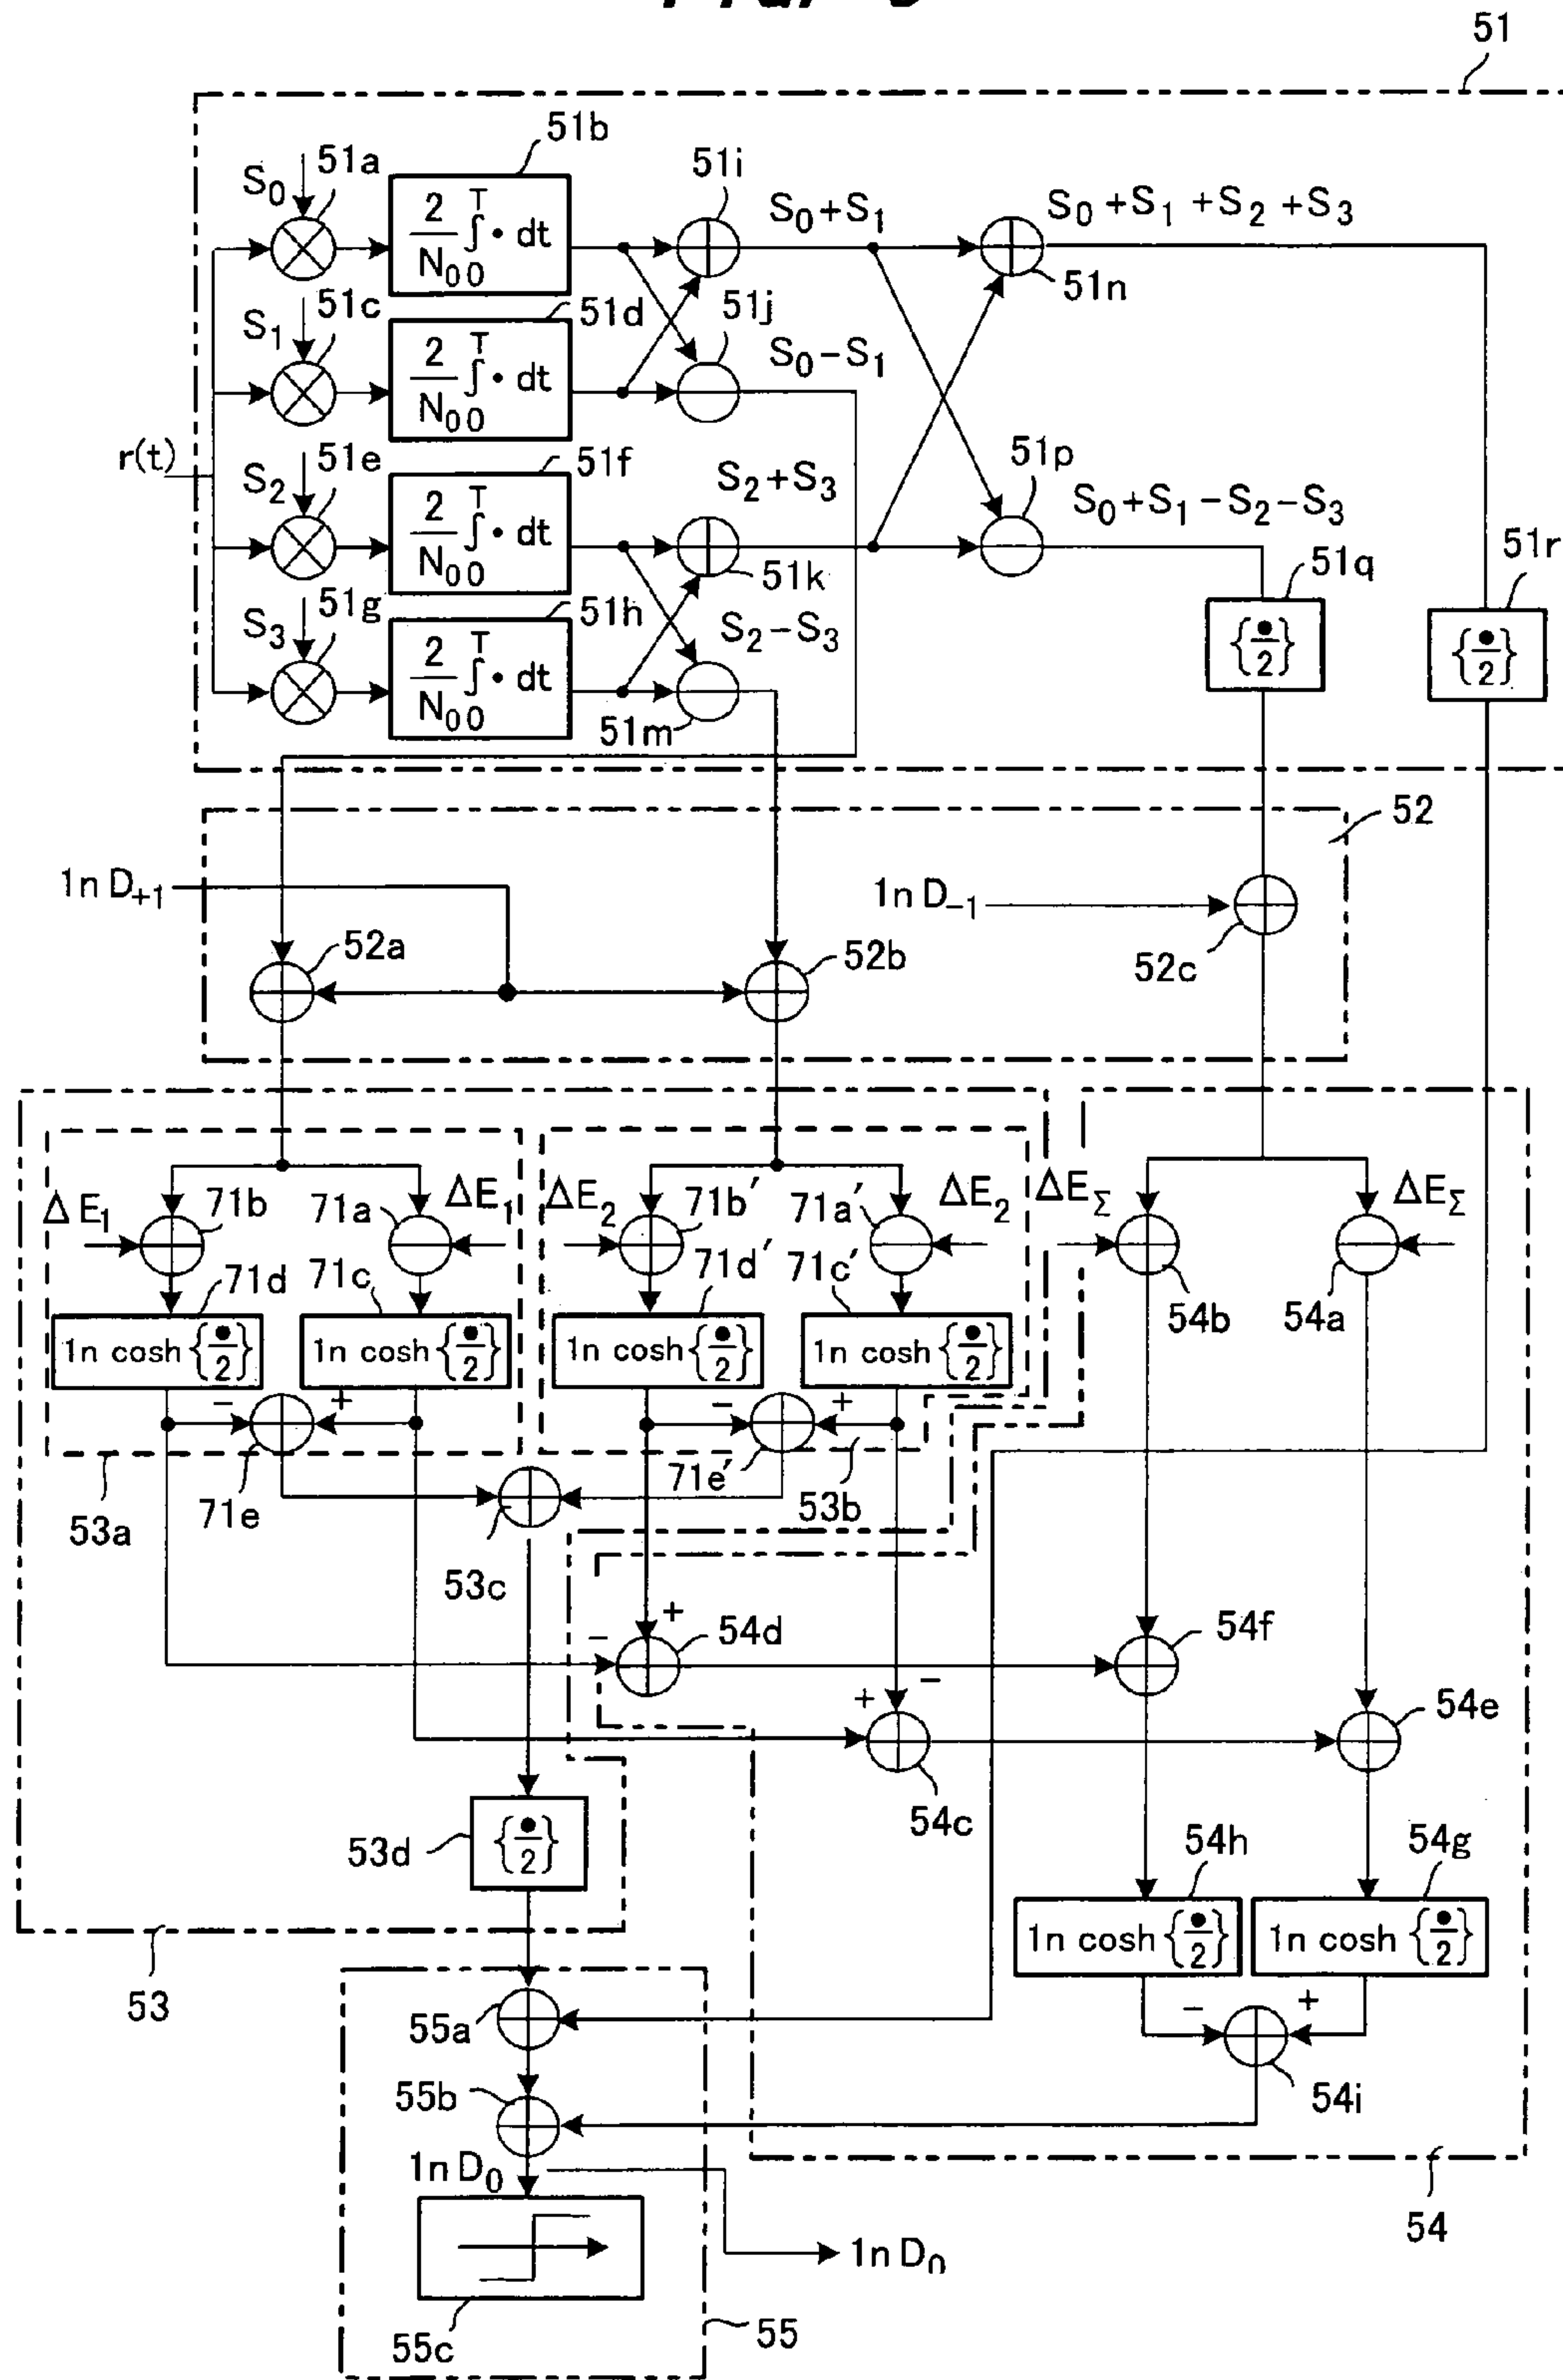 51
51b
S₀ 51a
2/N₀ ∫₀ᵀ • dt
51i
S₀+S₁
S₀+S₁+S₂+S₃
51n
S₁ 51c
51d
2/N₀ ∫₀ᵀ • dt
51j
S₀-S₁
r(t)
S₂ 51e
51f
2/N₀ ∫₀ᵀ • dt
S₂+S₃
51k
51p
S₀+S₁-S₂-S₃
51q
{•/2}
51r
{•/2}
S₃ 51g
51h
2/N₀ ∫₀ᵀ • dt
S₂-S₃
51m
52
1n D₊₁
1n D₋₁
52a
52b
52c
ΔE₁
71b
71a
ΔE₁
ΔE₂
71b′
71a′
ΔE₂
ΔE_Σ
ΔE_Σ
71d
71c
71d′
71c′
54b
54a
1n cosh {•/2}
1n cosh {•/2}
1n cosh {•/2}
1n cosh {•/2}
- +
- +
53a
71e
71e′
53b
53c
+
-
54d
54f
-
+
54c
54e
53d
{•/2}
54h
54g
1n cosh {•/2}
1n cosh {•/2}
53
- +
55a
54i
55b
1n D₀
54
1n Dₙ
55c
55